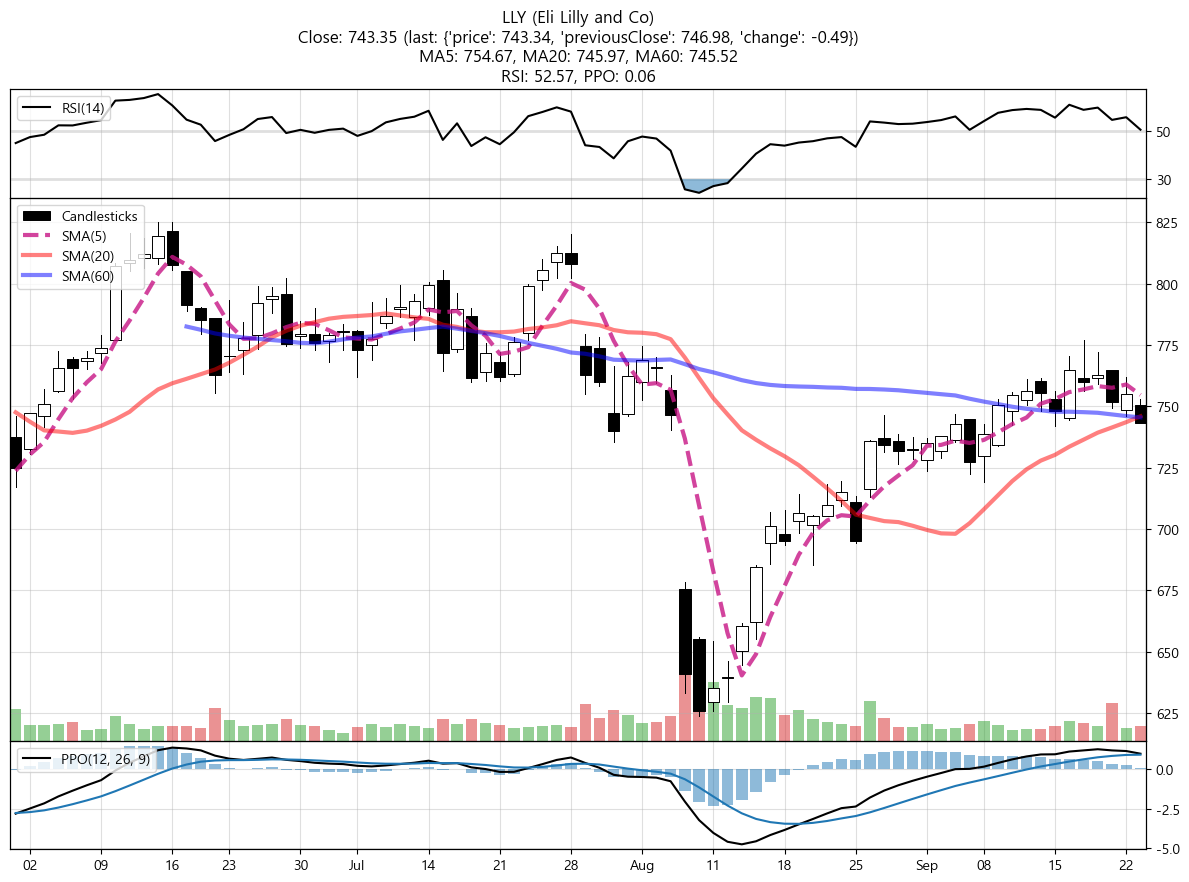 LLY (Eli Lilly and Co)
Close: 743.35 (last: {'price': 743.34, 'previousClose': 746.98, 'change': -0.49})
MA5: 754.67, MA20: 745.97, MA60: 745.52
RSI: 52.57, PPO: 0.06
RSI(14)
50
30
Candlesticks
SMA(5)
SMA(20)
SMA(60)
825
800
775
750
725
700
675
650
625
PPO(12, 26, 9)
0.0
-2.5
-5.0
02 09 16 23 30 Jul 14 21 28 Aug 11 18 25 Sep 08 15 22